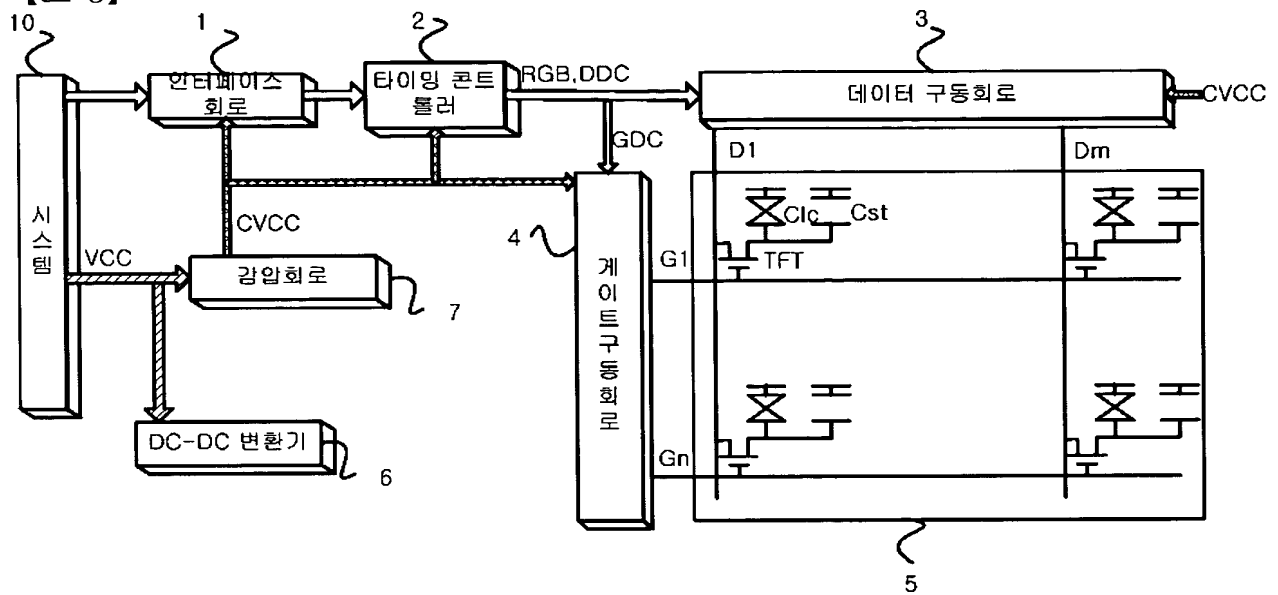 10
1
2
3
인터페이스
회로
타이밍 콘트
롤러
RGB,DDC
데이터 구동회로
CVCC
GDC
D1
Dm
시스템
CVCC
Clc
Cst
4
VCC
G1
TFT
감압회로
7
게이트구동회로
DC-DC 변환기
6
Gn
5